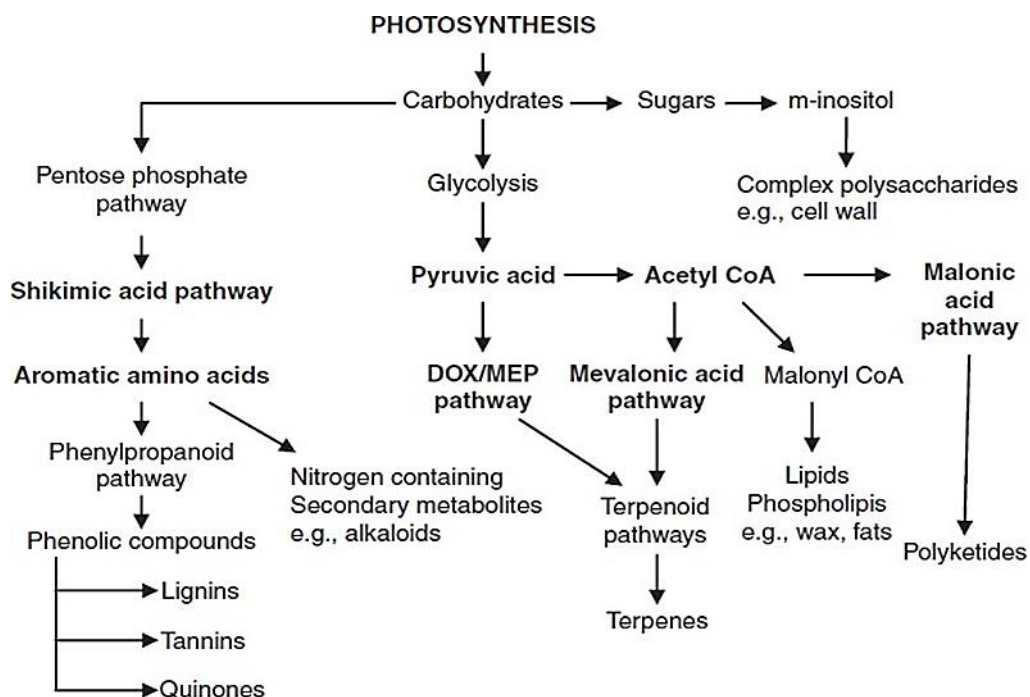 PHOTOSYNTHESIS
Carbohydrates
Sugars
m-inositol
Pentose phosphate
pathway
Glycolysis
Complex polysaccharides
e.g., cell wall
Shikimic acid pathway
Pyruvic acid
Acetyl CoA
Malonic
acid
pathway
Aromatic amino acids
DOX/MEP
pathway
Mevalonic acid
pathway
Malonyl CoA
Phenylpropanoid
pathway
Nitrogen containing
Secondary metabolites
e.g., alkaloids
Terpenoid
pathways
Lipids
Phospholipis
e.g., wax, fats
Polyketides
Phenolic compounds
Lignins
Terpenes
Tannins
Quinones